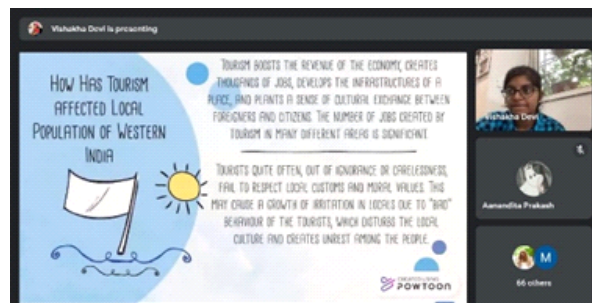 Vishakha Devi is presenting
HOW HAS TOURISM
AFFECTED LOCAL
POPULATION OF WESTERN
INDIA
TOURISM BOOSTS THE REVENUE OF THE ECONOMY, CREATES
THOUSANDS OF JOBS, DEVELOPS THE INFRASTRUCTURES OF A
PLACE, AND PLANTS A SENSE OF CULTURAL EXCHANGE BETWEEN
FOREIGNERS AND CITIZENS. THE NUMBER OF JOBS CREATED BY
TOURISM IN MANY DIFFERENT AREAS IS SIGNIFICANT.
TOURISTS QUITE OFTEN, OUT OF IGNORANCE OR CARELESSNESS,
FAIL TO RESPECT LOCAL CUSTOMS AND MORAL VALUES. THIS
MAY CAUSE A GROWTH OF IRRITATION IN LOCALS DUE TO "BAD"
BEHAVIOUR OF THE TOURISTS, WHICH DISTURBS THE LOCAL
CULTURE AND CREATES UNREST AMONG THE PEOPLE.
CREATED USING
POWTOON
Vishakha Devi
Aanandita Prakash
M
66 others